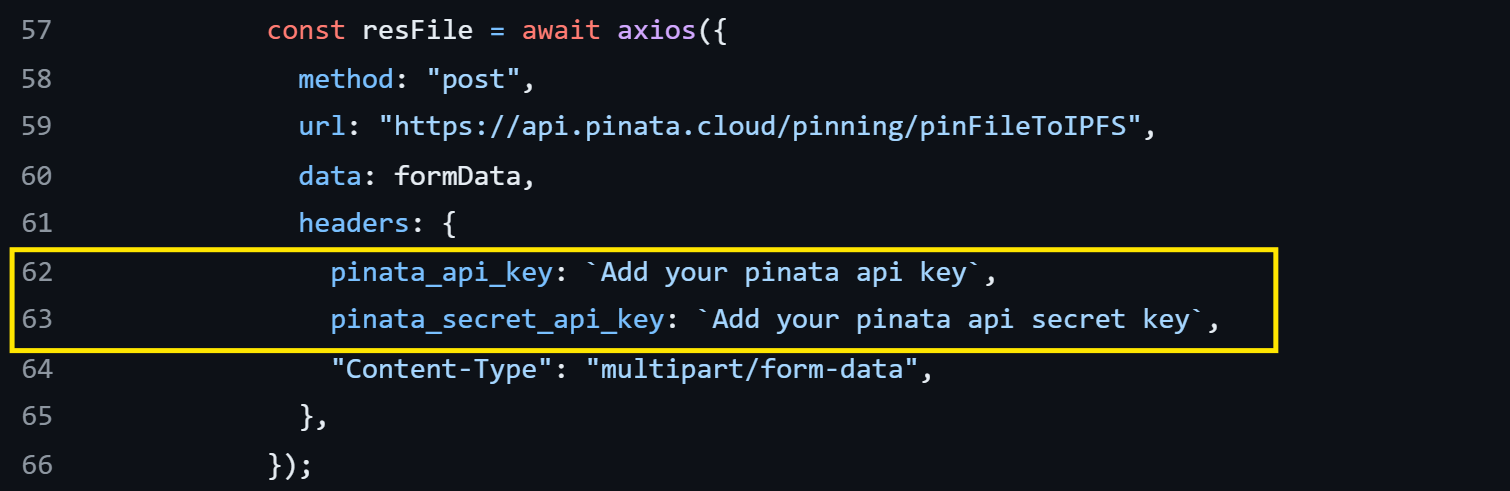 57 const resFile = await axios({
58 method: "post",
59 url: "https://api.pinata.cloud/pinning/pinFileToIPFS",
60 data: formData,
61 headers: {
62 pinata_api_key: `Add your pinata api key`,
63 pinata_secret_api_key: `Add your pinata api secret key`,
64 "Content-Type": "multipart/form-data",
65 },
66 });